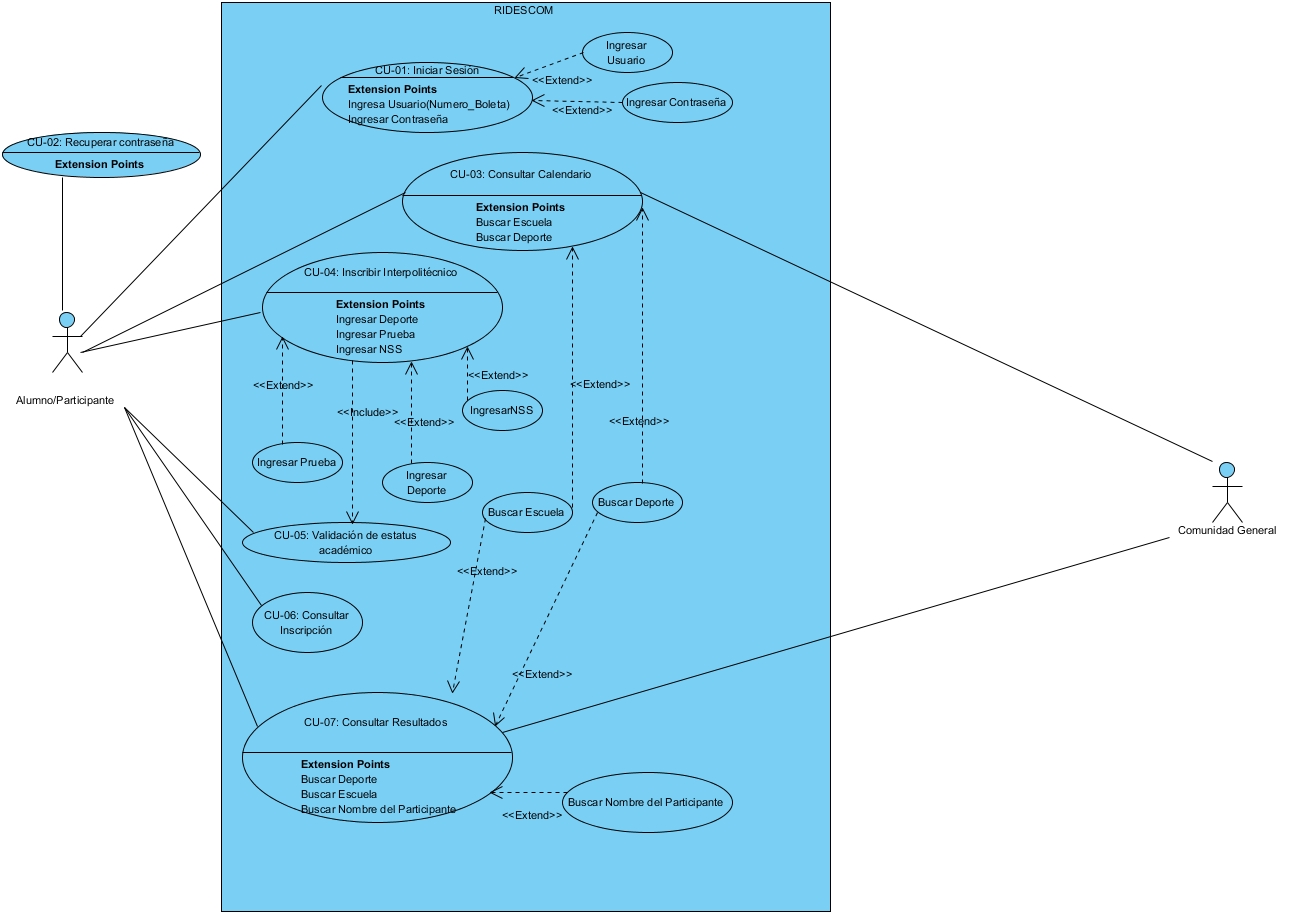 RIDESCOM
Ingresar
Usuario
CU-01: Iniciar Sesión
<<Extend>>
Extension Points
Ingresa Usuario(Numero_Boleta)
Ingresar Contraseña
Ingresar Contraseña
<<Extend>>
CU-02: Recuperar contraseña
Extension Points
CU-03: Consultar Calendario
Extension Points
Buscar Escuela
Buscar Deporte
CU-04: Inscribir Interpolitécnico
Extension Points
Ingresar Deporte
Ingresar Prueba
Ingresar NSS
<<Extend>>
<<Extend>>
<<Extend>>
Alumno/Participante
<<Include>>
<<Extend>>
<<Extend>>
IngresarNSS
Ingresar Prueba
Ingresar
Deporte
Buscar Escuela
Buscar Deporte
Comunidad General
CU-05: Validación de estatus
académico
<<Extend>>
CU-06: Consultar
Inscripción
<<Extend>>
CU-07: Consultar Resultados
Extension Points
Buscar Deporte
Buscar Escuela
Buscar Nombre del Participante
Buscar Nombre del Participante
<<Extend>>